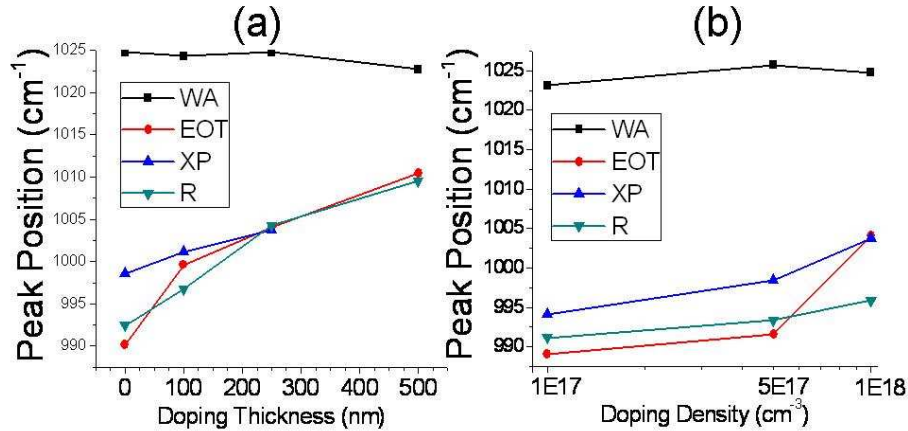 (a)
Peak Position (cm⁻¹)
1025
1020
1015
1010
1005
1000
995
990
WA
EOT
XP
R
0 100 200 300 400 500
Doping Thickness (nm)
(b)
Peak Position (cm⁻¹)
1025
1020
1015
1010
1005
1000
995
990
WA
EOT
XP
R
1E17 5E17 1E18
Doping Density (cm⁻³)